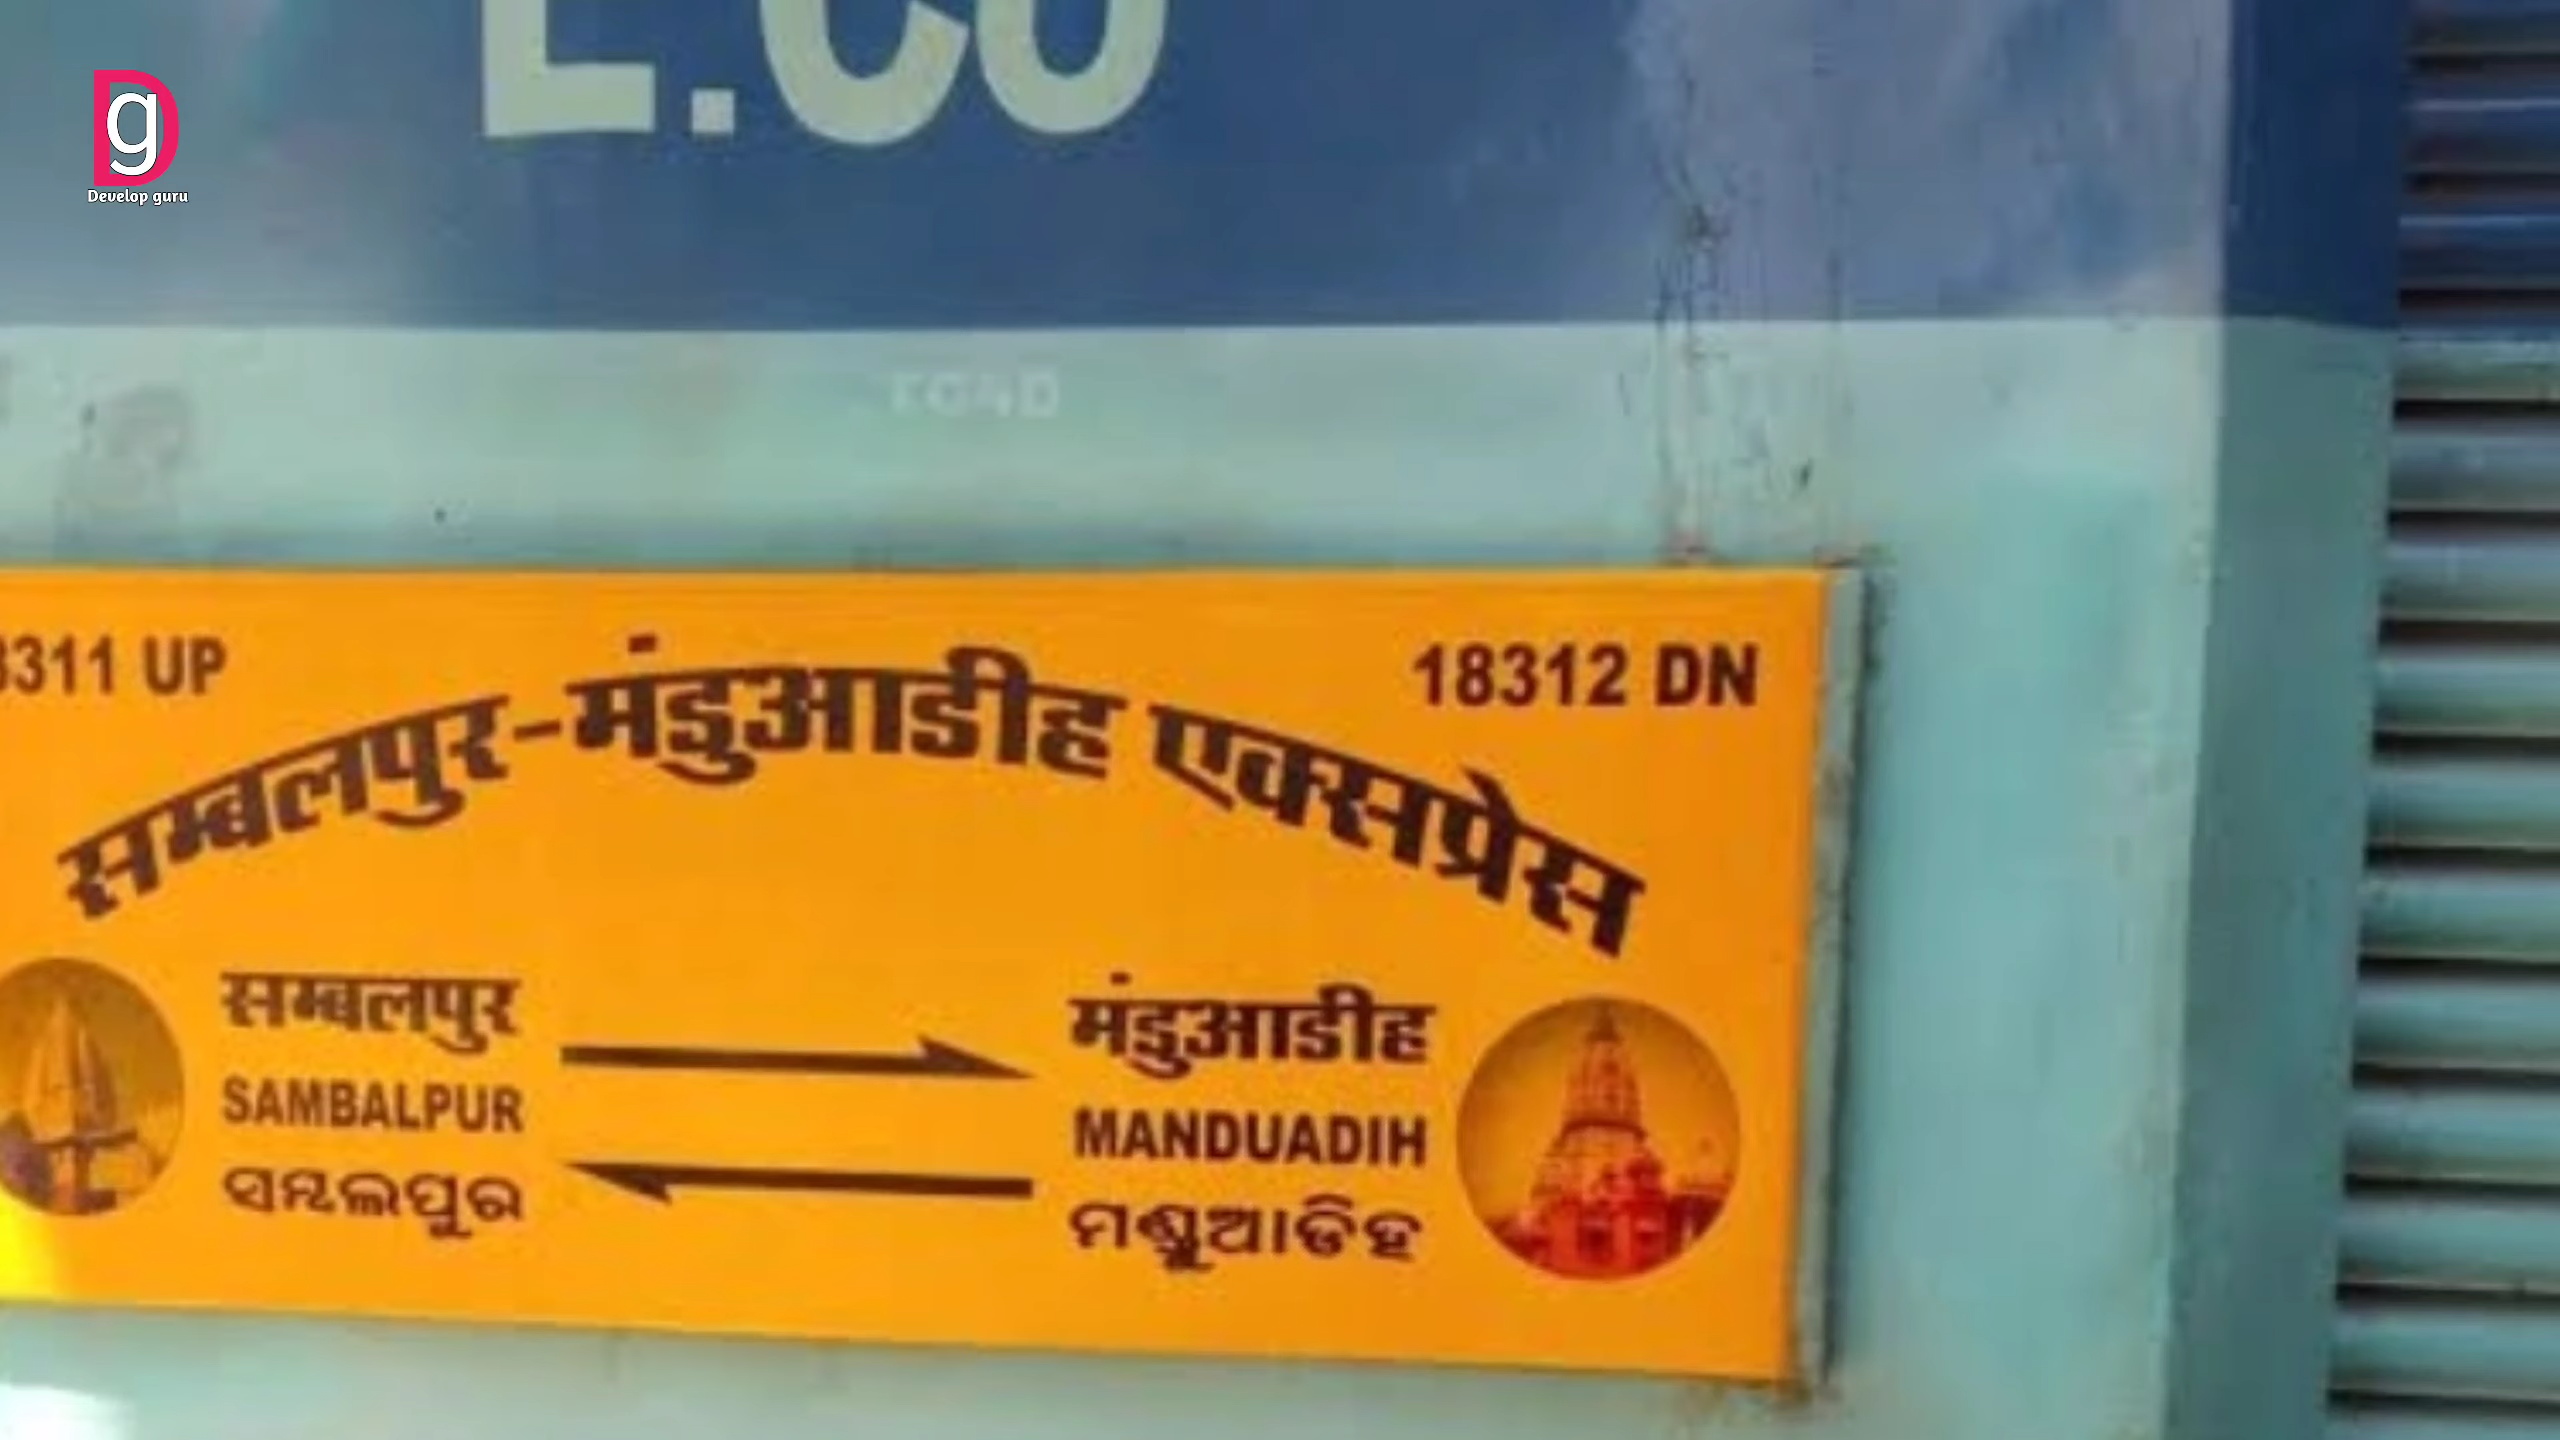 E.Co
Dg
Develop guru
18312 DN
3311 UP
सम्बलपुर-मंडुआडीह एक्सप्रेस
सम्बलपुर
मंडुआडीह
SAMBALPUR
MANDUADIH
ସମ୍ବଲପୁର
ମଣ୍ଡୁଆଡିହ